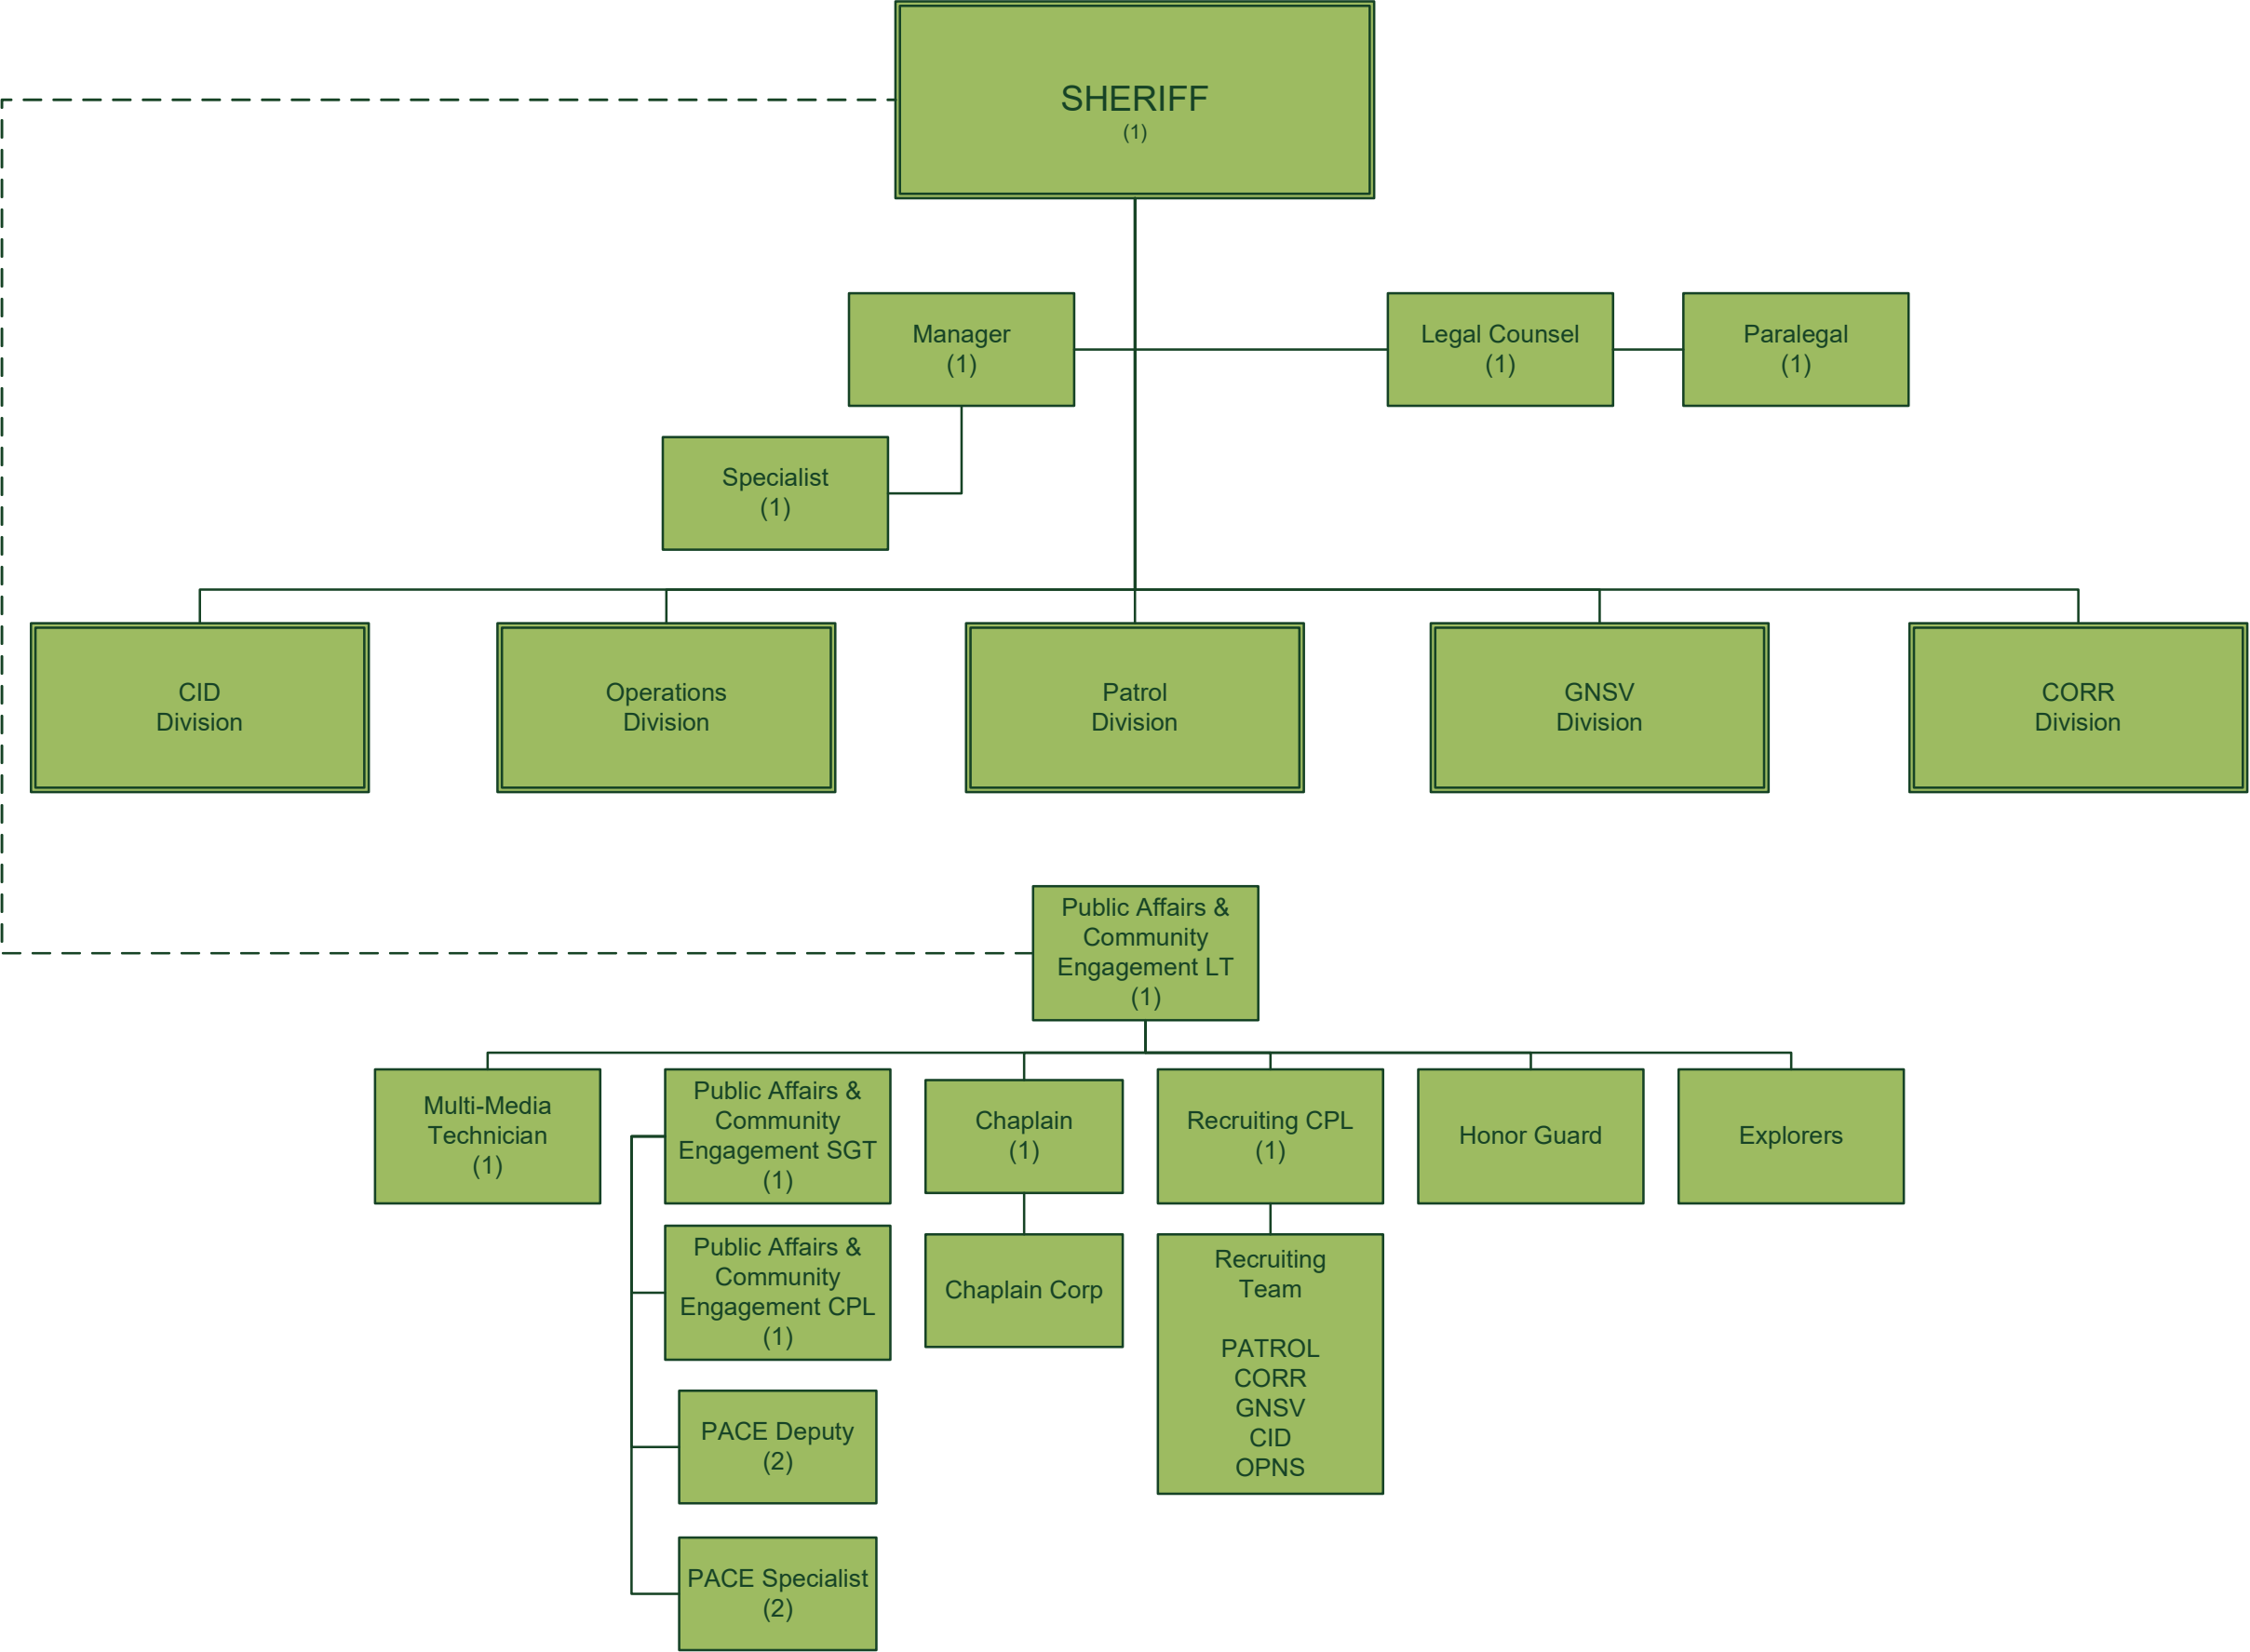 SHERIFF
(1)
Manager
(1)
Legal Counsel
(1)
Paralegal
(1)
Specialist
(1)
CID
Division
Operations
Division
Patrol
Division
GNSV
Division
CORR
Division
Public Affairs &
Community
Engagement LT
(1)
Multi-Media
Technician
(1)
Public Affairs &
Community
Engagement SGT
(1)
Chaplain
(1)
Recruiting CPL
(1)
Honor Guard
Explorers
Public Affairs &
Community
Engagement CPL
(1)
Chaplain Corp
Recruiting
Team
PATROL
CORR
GNSV
CID
OPNS
PACE Deputy
(2)
PACE Specialist
(2)